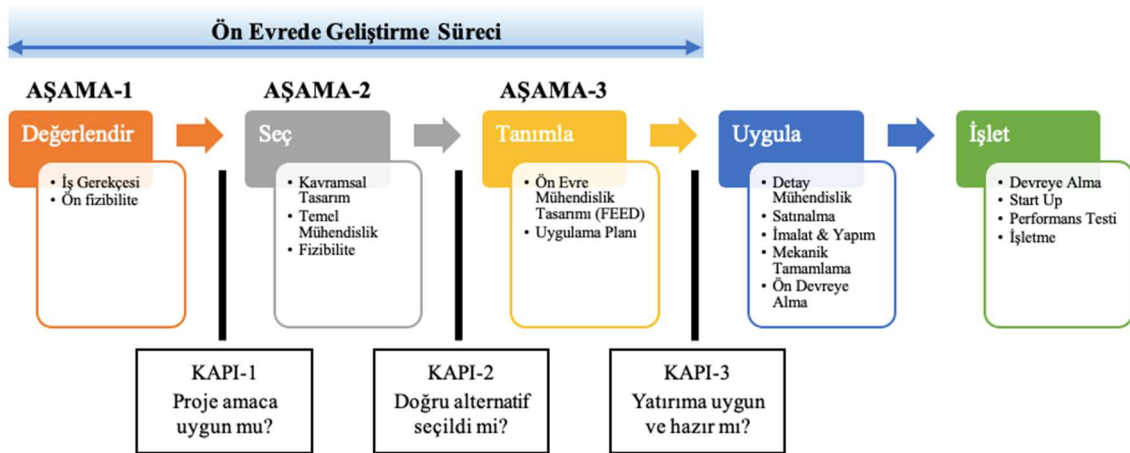 Ön Evrede Geliştirme Süreci
AŞAMA-1
AŞAMA-2
AŞAMA-3
Değerlendir
Seç
Tanımla
Uygula
İşlet
• İş Gerekçesi
• Ön fizibilite
• Kavramsal
Tasarım
• Temel
Mühendislik
• Fizibilite
• Ön Evre
Mühendislik
Tasarımı (FEED)
• Uygulama Planı
• Detay
Mühendislik
• Satınalma
• İmalat & Yapım
• Mekanik
Tamamlama
• Ön Devreye
Alma
• Devreye Alma
• Start Up
• Performans Testi
• İşletme
KAPI-1
Proje amaca
uygun mu?
KAPI-2
Doğru alternatif
seçildi mi?
KAPI-3
Yatırıma uygun
ve hazır mı?